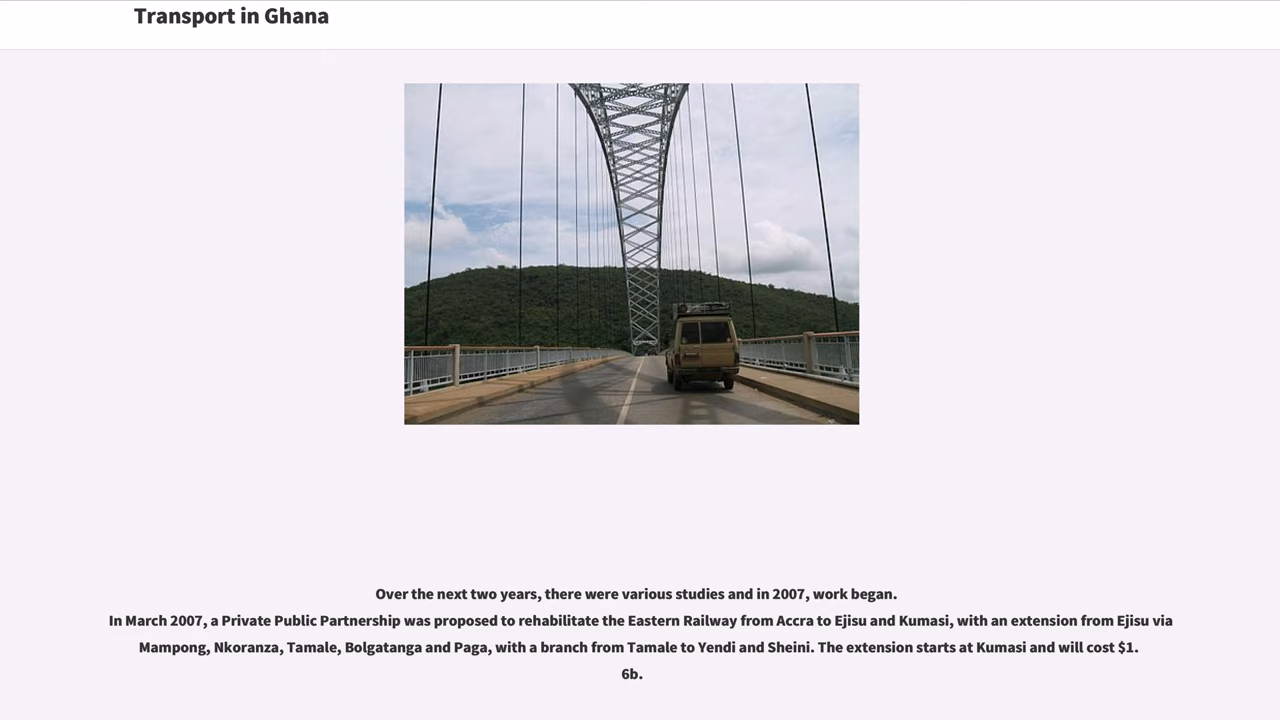 Transport in Ghana
Over the next two years, there were various studies and in 2007, work began.
In March 2007, a Private Public Partnership was proposed to rehabilitate the Eastern Railway from Accra to Ejisu and Kumasi, with an extension from Ejisu via
Mampong, Nkoranza, Tamale, Bolgatanga and Paga, with a branch from Tamale to Yendi and Sheini. The extension starts at Kumasi and will cost $1.
6b.